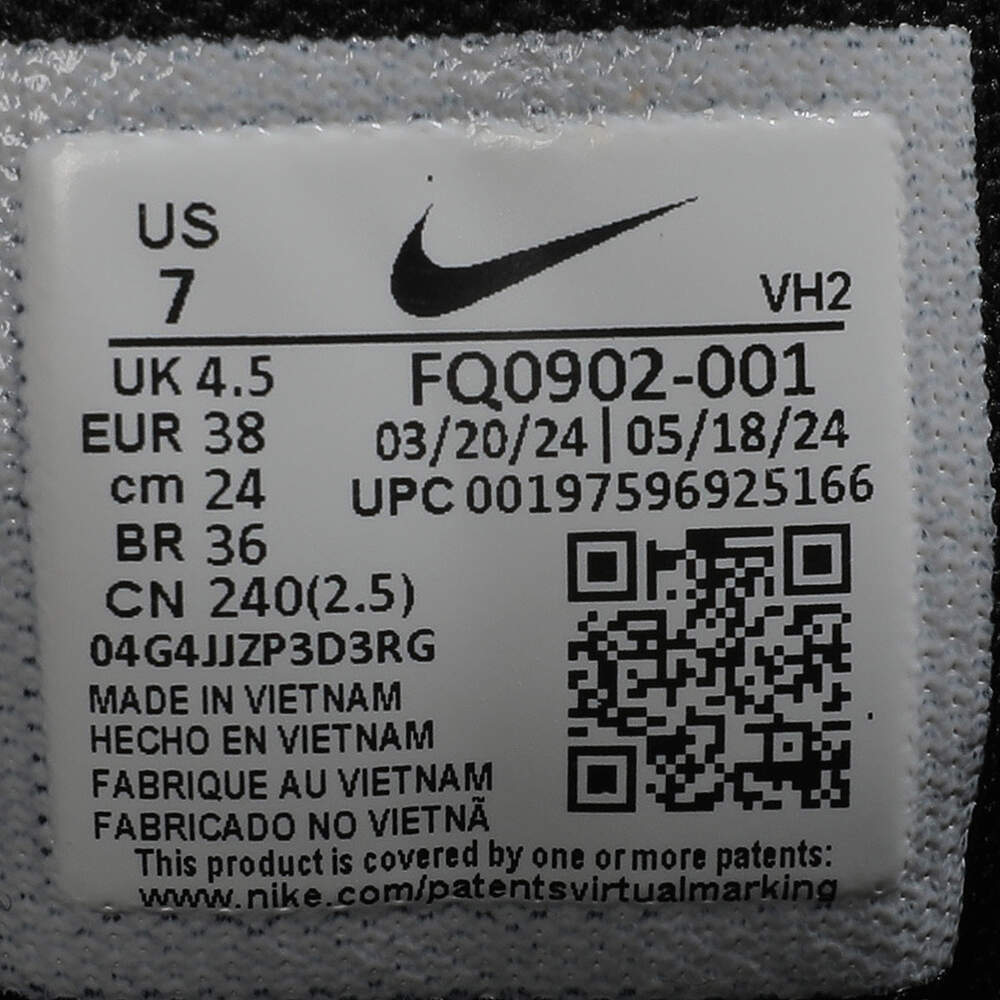 US
7
VH2
UK 4.5
FQ0902-001
EUR 38
03/20/24|05/18/24
cm 24
UPC 00197596925166
BR 36
CN 240(2.5)
04G4JJZP3D3RG
MADE IN VIETNAM
HECHO EN VIETNAM
FABRIQUE AU VIETNAM
FABRICADO NO VIETNÃ
This product is covered by one or more patents:
www.nike.com/patentsvirtualmarking